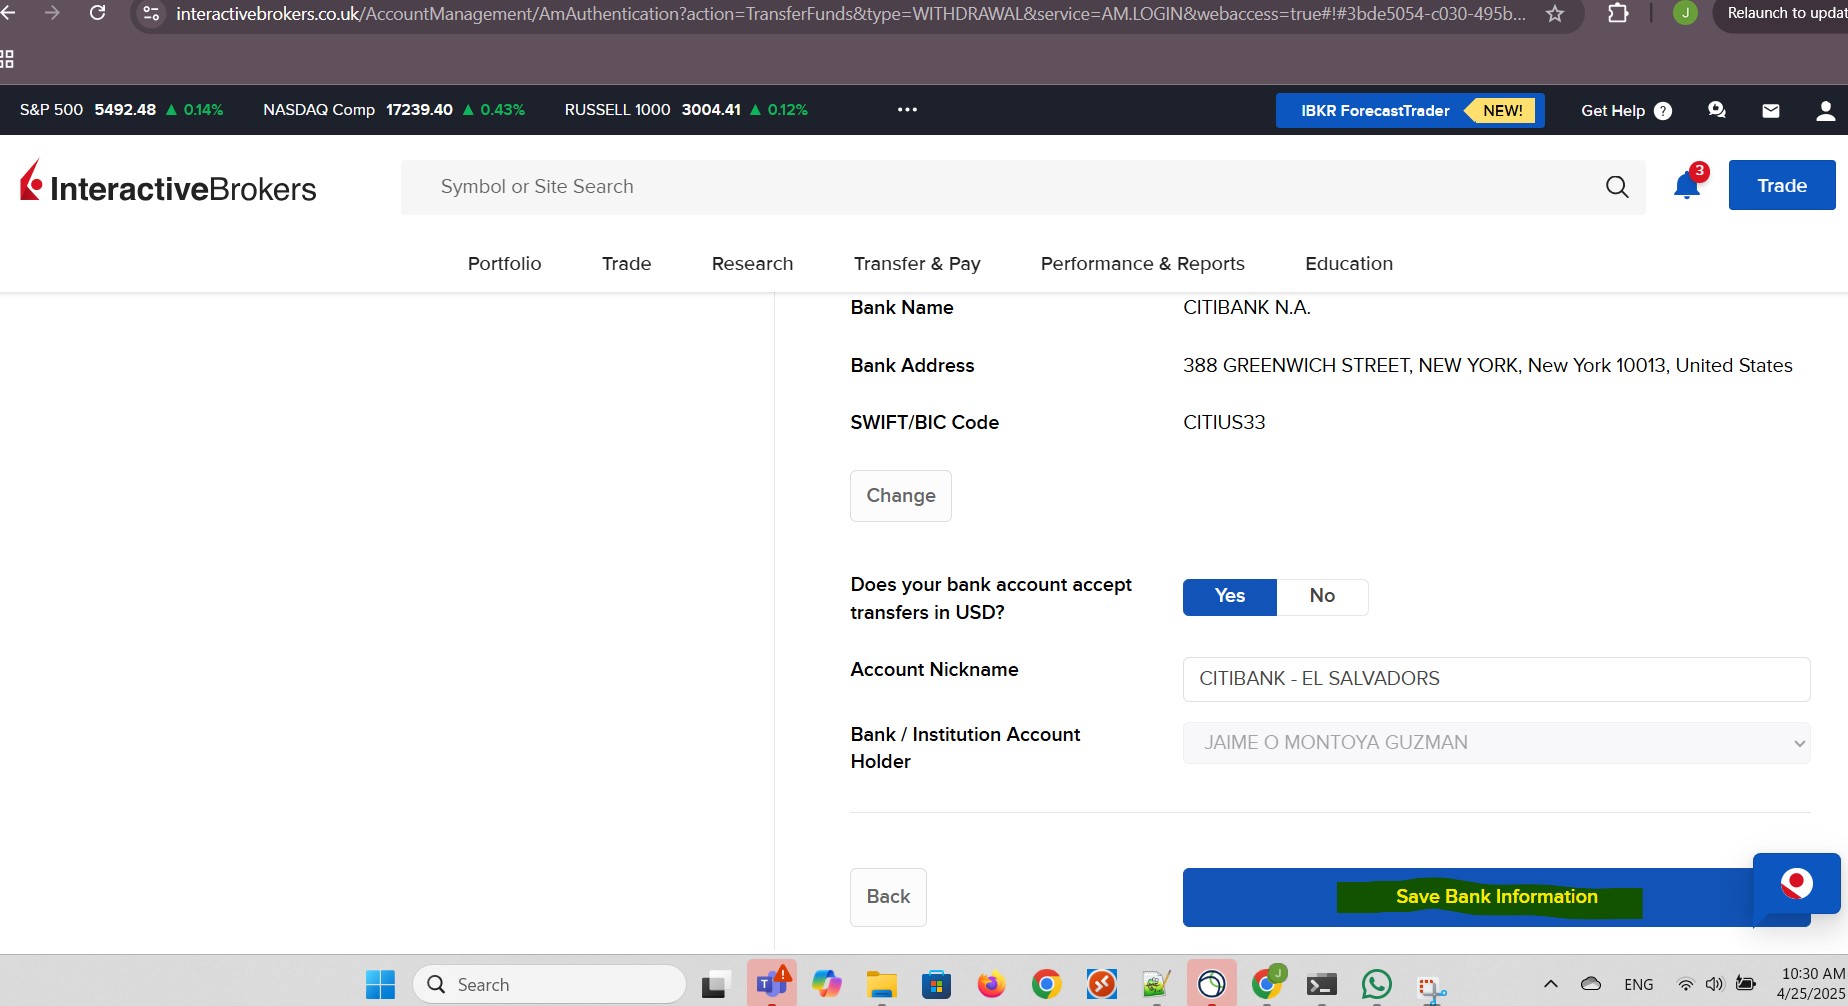 interactivebrokers.co.uk/AccountManagement/AmAuthentication?action=TransferFunds&type=WITHDRAWAL&service=AM.LOGIN&webaccess=true#!#3bde5054-c030-495b...
J
Relaunch to updat
S&P 500 5492.48 ▲ 0.14% NASDAQ Comp 17239.40 ▲ 0.43% RUSSELL 1000 3004.41 ▲ 0.12% ... IBKR ForecastTrader NEW! Get Help ?
InteractiveBrokers
Symbol or Site Search
3
Trade
Portfolio Trade Research Transfer & Pay Performance & Reports Education
Bank Name CITIBANK N.A.
Bank Address 388 GREENWICH STREET, NEW YORK, New York 10013, United States
SWIFT/BIC Code CITIUS33
Change
Does your bank account accept
transfers in USD?
Yes No
Account Nickname CITIBANK - EL SALVADORS
Bank / Institution Account
Holder
JAIME O MONTOYA GUZMAN
Back Save Bank Information
Search
T
J
ENG
10:30 AM
4/25/2025